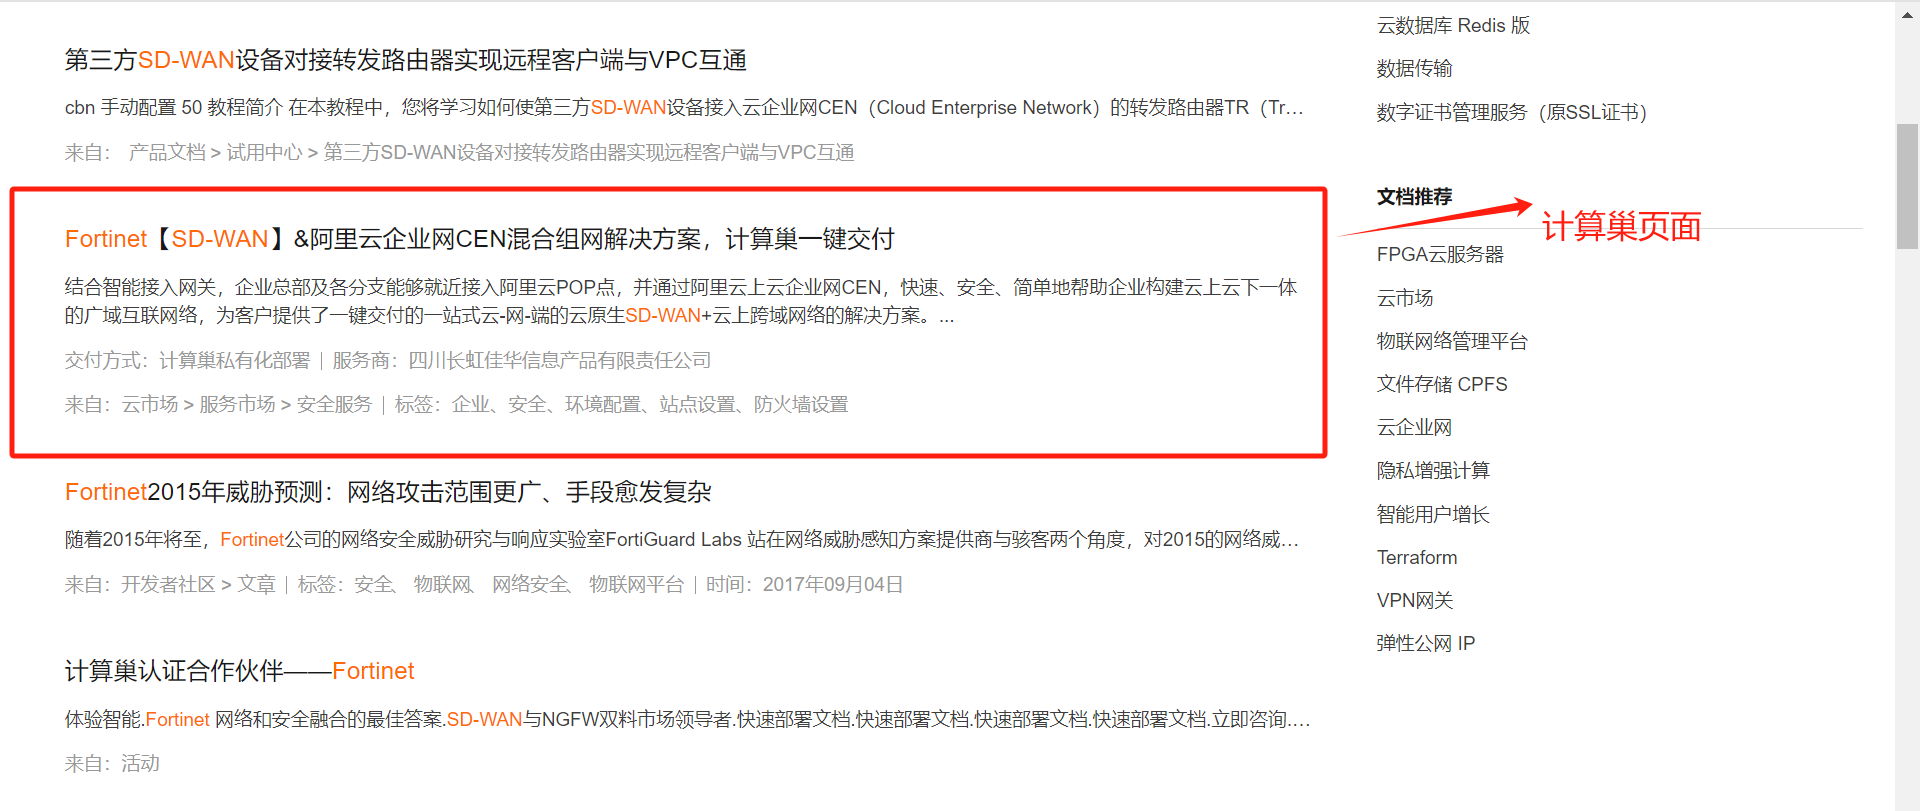 第三方SD-WAN设备对接转发路由器实现远程客户端与VPC互通
cbn 手动配置 50 教程简介 在本教程中，您将学习如何使第三方SD-WAN设备接入云企业网CEN（Cloud Enterprise Network）的转发路由器TR（Tr…
来自： 产品文档 > 试用中心 > 第三方SD-WAN设备对接转发路由器实现远程客户端与VPC互通
Fortinet【SD-WAN】&阿里云企业网CEN混合组网解决方案，计算巢一键交付
结合智能接入网关，企业总部及各分支能够就近接入阿里云POP点，并通过阿里云上云企业网CEN，快速、安全、简单地帮助企业构建云上云下一体
的广域互联网络，为客户提供了一键交付的一站式云-网-端的云原生SD-WAN+云上跨域网络的解决方案。...
交付方式：计算巢私有化部署 | 服务商：四川长虹佳华信息产品有限责任公司
来自：云市场 > 服务市场 > 安全服务 | 标签：企业、安全、环境配置、站点设置、防火墙设置
Fortinet2015年威胁预测：网络攻击范围更广、手段愈发复杂
随着2015年将至，Fortinet公司的网络安全威胁研究与响应实验室FortiGuard Labs 站在网络威胁感知方案提供商与骇客两个角度，对2015的网络威…
来自：开发者社区 > 文章 | 标签：安全、 物联网、 网络安全、 物联网平台 | 时间：2017年09月04日
计算巢认证合作伙伴——Fortinet
体验智能.Fortinet 网络和安全融合的最佳答案.SD-WAN与NGFW双料市场领导者.快速部署文档.快速部署文档.快速部署文档.快速部署文档.立即咨询.…
来自：活动
云数据库 Redis 版
数据传输
数字证书管理服务（原SSL证书）
文档推荐
计算巢页面
FPGA云服务器
云市场
物联网络管理平台
文件存储 CPFS
云企业网
隐私增强计算
智能用户增长
Terraform
VPN网关
弹性公网 IP